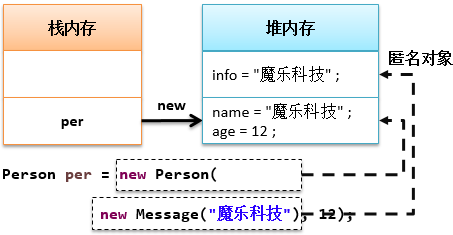 栈内存
堆内存
匿名对象
info = "魔乐科技" ;
new
name = "魔乐科技" ;
per
age = 12 ;
Person per = new Person(
new Message("魔乐科技"), 12);